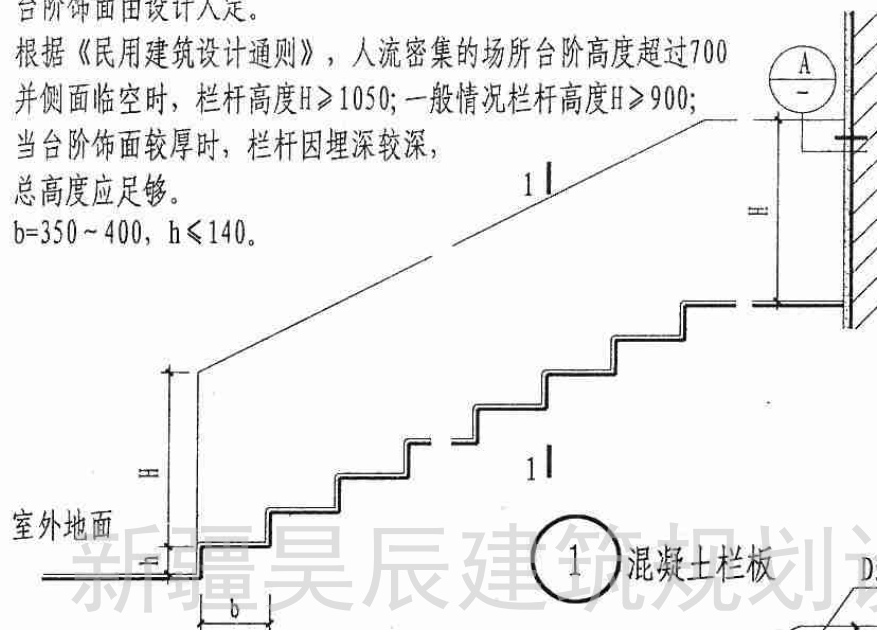 台阶饰面由设计人定。
根据《民用建筑设计通则》，人流密集的场所台阶高度超过700
并侧面临空时，栏杆高度H≥1050；一般情况栏杆高度H≥900；
当台阶饰面较厚时，栏杆因埋深较深，
总高度应足够。
b=350~400，h≤140。
A
-
1
H
H
1
室外地面
h
b
1 混凝土栏板
新疆昊辰建筑规划设